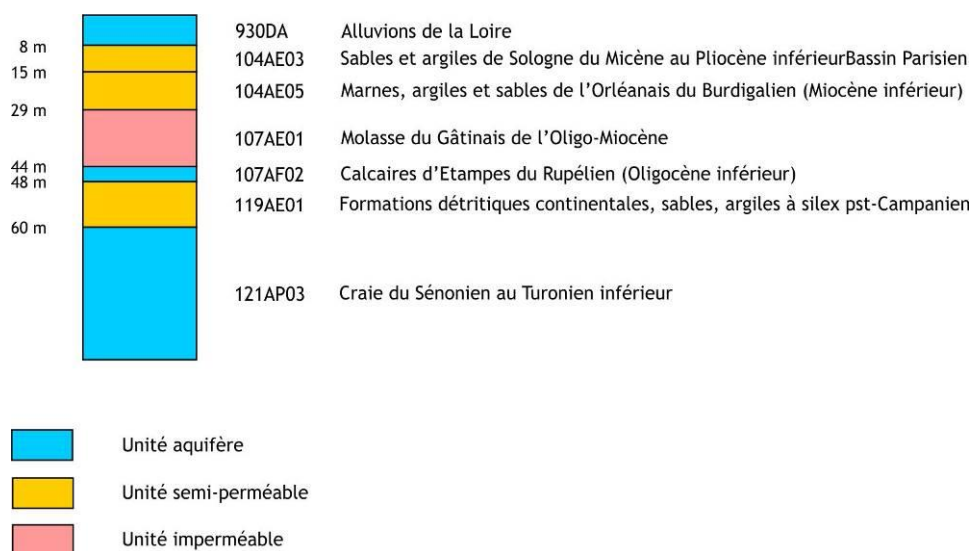 930DA Alluvions de la Loire
8 m
104AE03 Sables et argiles de Sologne du Micène au Pliocène inférieurBassin Parisien
15 m
104AE05 Marnes, argiles et sables de l'Orléanais du Burdigalien (Miocène inférieur)
29 m
107AE01 Molasse du Gâtinais de l'Oligo-Miocène
44 m
107AF02 Calcaires d'Etampes du Rupélien (Oligocène inférieur)
48 m
119AE01 Formations détritiques continentales, sables, argiles à silex pst-Campanien
60 m
121AP03 Craie du Sénonien au Turonien inférieur
Unité aquifère
Unité semi-perméable
Unité imperméable